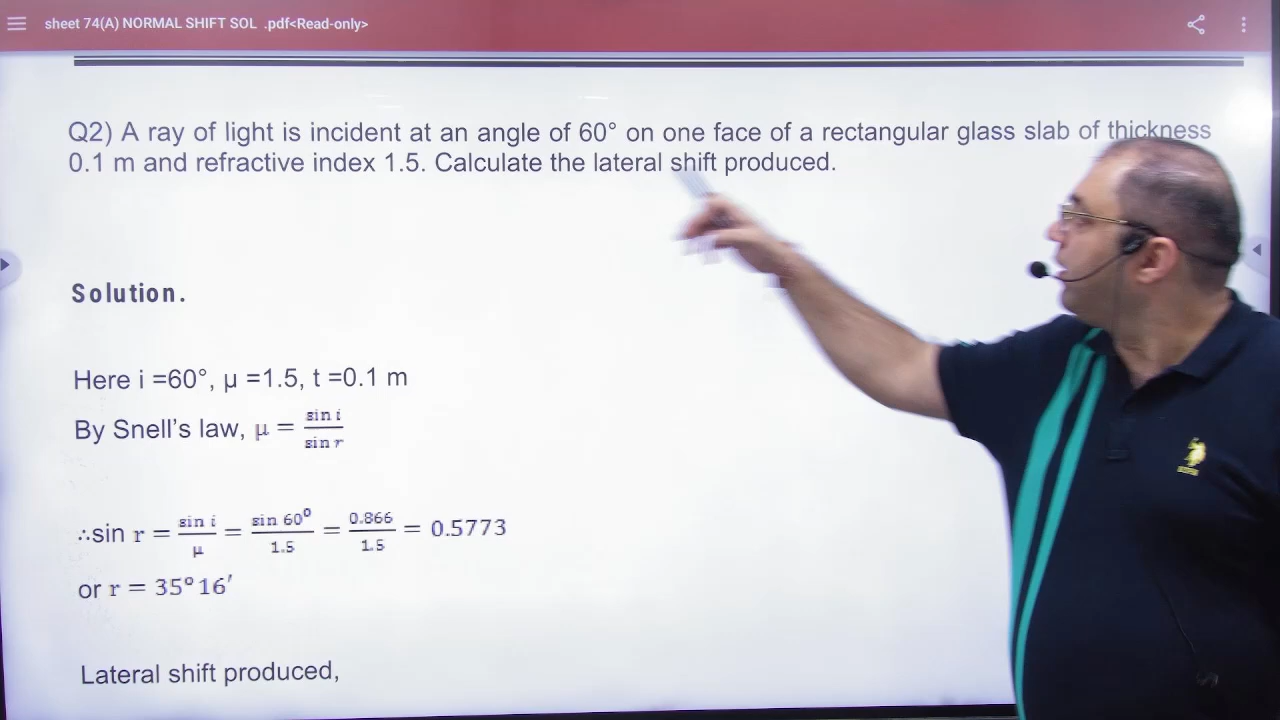 sheet 74(A) NORMAL SHIFT SOL .pdf<Read-only>
Q2) A ray of light is incident at an angle of 60° on one face of a rectangular glass slab of thickness
0.1 m and refractive index 1.5. Calculate the lateral shift produced.
Solution.
Here i =60°, μ =1.5, t =0.1 m
By Snell’s law, μ = sin i / sin r
∴sin r = sin i / μ = sin 60⁰ / 1.5 = 0.866 / 1.5 = 0.5773
or r = 35° 16′
Lateral shift produced,